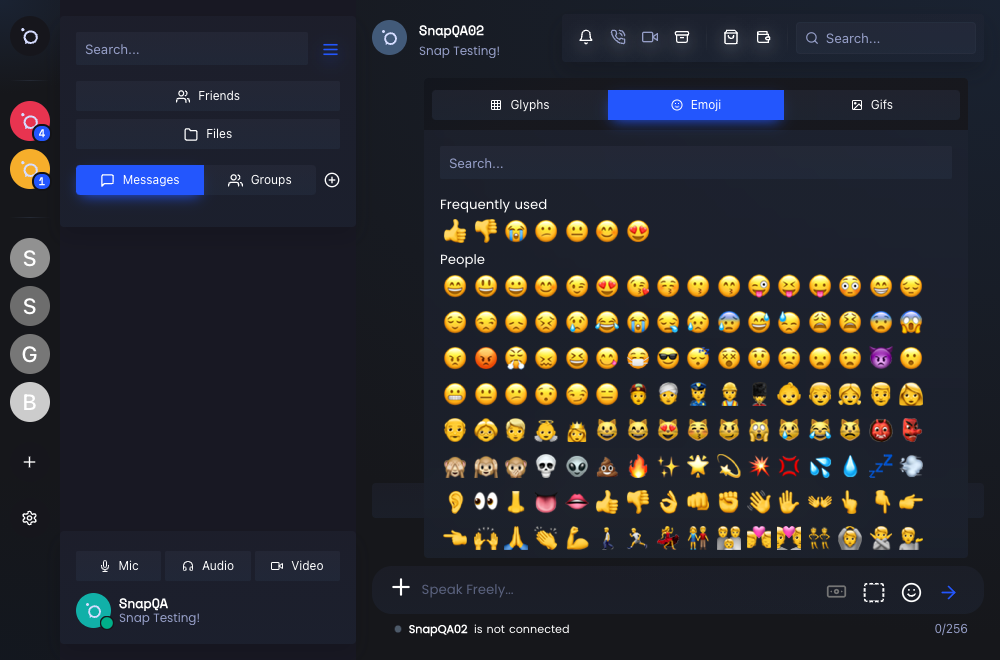 Search...
Friends
Files
Messages
Groups
4
1
S
S
G
B
Mic
Audio
Video
SnapQA
Snap Testing!
SnapQA02
Snap Testing!
Search...
Glyphs
Emoji
Gifs
Search...
Frequently used
People
Speak Freely...
SnapQA02 is not connected
0/256